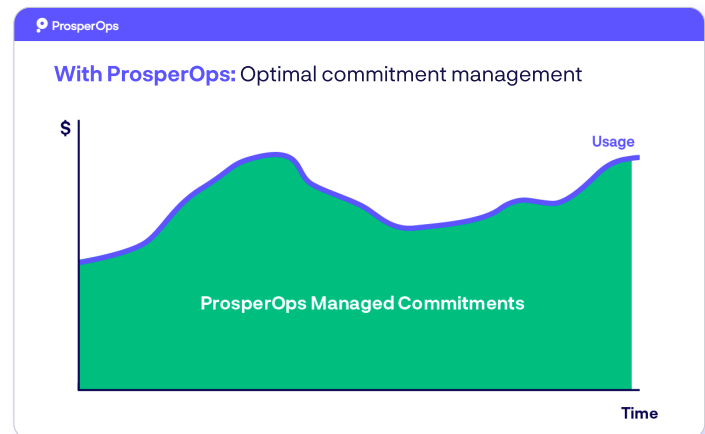 ProsperOps
With ProsperOps: Optimal commitment management
$
Usage
ProsperOps Managed Commitments
Time